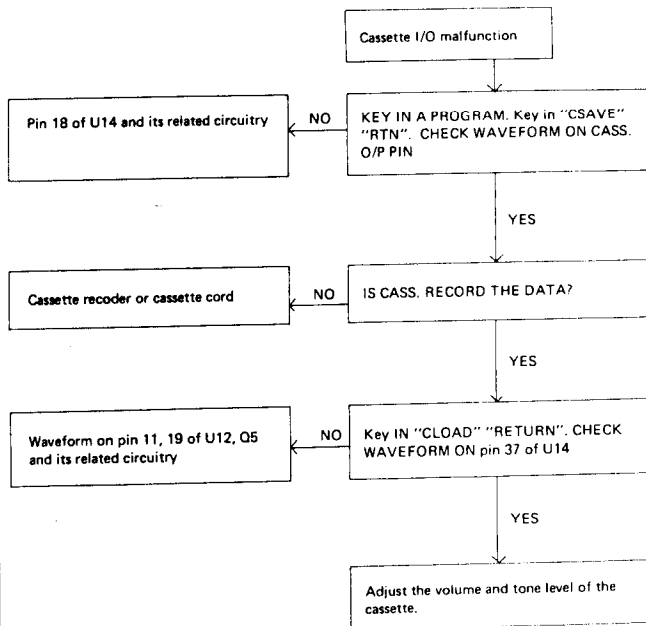 Cassette I/O malfunction
Pin 18 of U14 and its related circuitry
NO
KEY IN A PROGRAM. Key in "CSAVE"
"RTN". CHECK WAVEFORM ON CASS.
O/P PIN
YES
Cassette recoder or cassette cord
NO
IS CASS. RECORD THE DATA?
YES
Waveform on pin 11, 19 of U12, Q5
and its related circuitry
NO
Key IN "CLOAD" "RETURN". CHECK
WAVEFORM ON pin 37 of U14
YES
Adjust the volume and tone level of the
cassette.